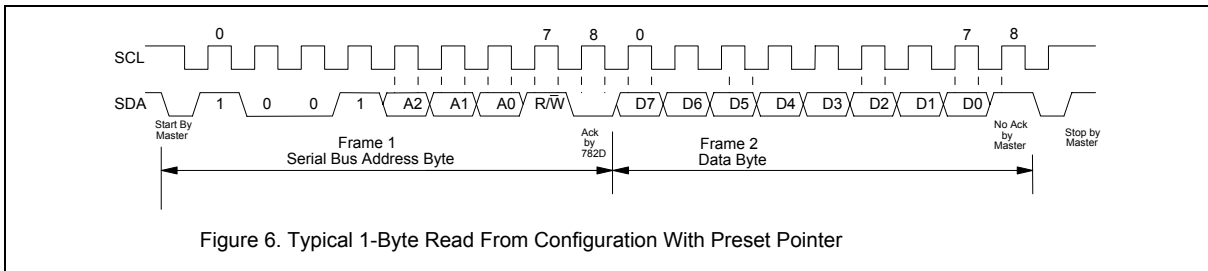 0 7 8 0 7 8
SCL
SDA 1 0 0 1 A2 A1 A0 R/W̅ D7 D6 D5 D4 D3 D2 D1 D0
Start By
Master
Frame 1
Serial Bus Address Byte
Ack
by
782D
Frame 2
Data Byte
No Ack
by
Master
Stop by
Master
Figure 6. Typical 1-Byte Read From Configuration With Preset Pointer